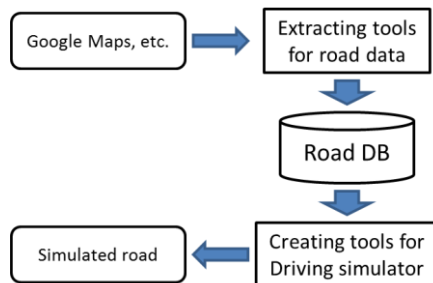 Google Maps, etc.
Extracting tools
for road data
Road DB
Creating tools for
Driving simulator
Simulated road